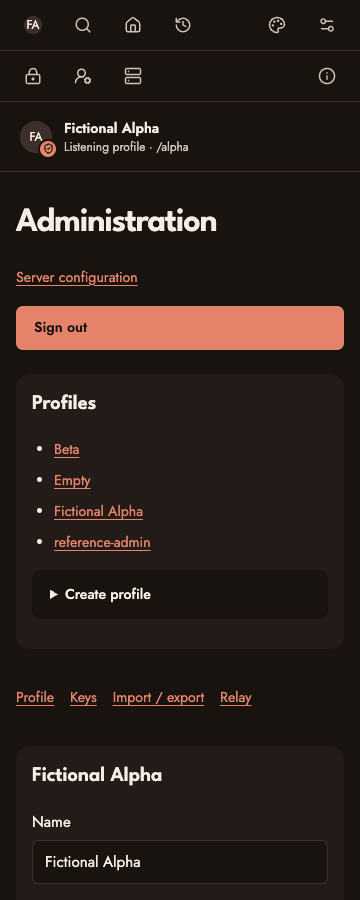 FA
FA
Fictional Alpha
Listening profile · /alpha
Administration
Server configuration
Sign out
Profiles
Beta
Empty
Fictional Alpha
reference-admin
Create profile
Profile Keys Import / export Relay
Fictional Alpha
Name
Fictional Alpha